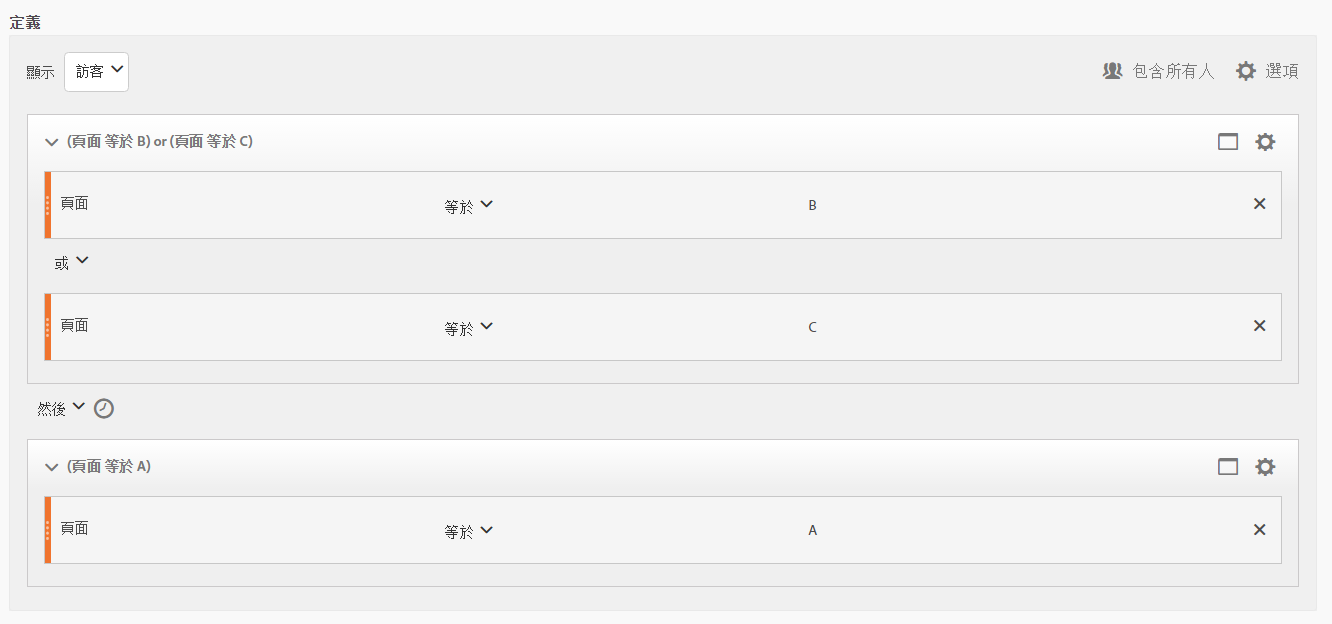 定義
顯示 訪客 包含所有人 選項
(頁面 等於 B) or (頁面 等於 C)
頁面 等於 B
或
頁面 等於 C
然後
(頁面 等於 A)
頁面 等於 A